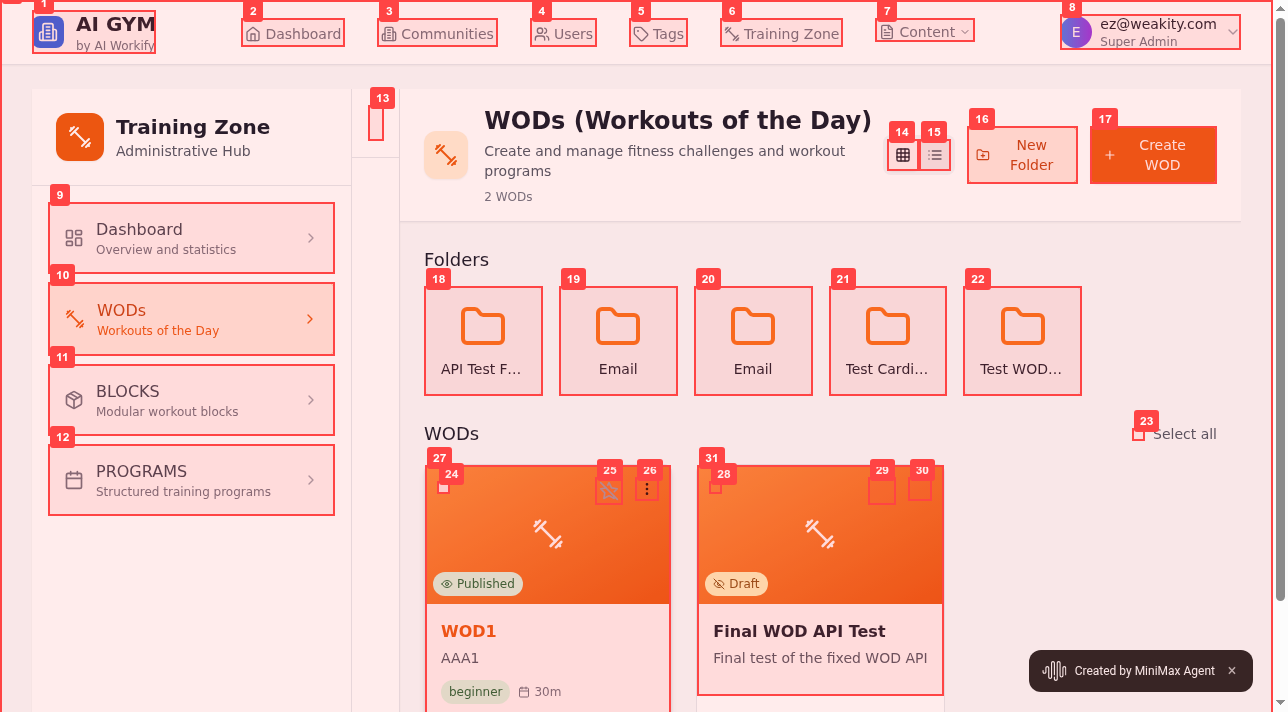 1
AI GYM
by AI Workify
2
Dashboard
3
Communities
4
Users
5
Tags
6
Training Zone
7
Content
8
E
ez@weakity.com
Super Admin
Training Zone
Administrative Hub
9
Dashboard
Overview and statistics
10
WODs
Workouts of the Day
11
BLOCKS
Modular workout blocks
12
PROGRAMS
Structured training programs
13
WODs (Workouts of the Day)
Create and manage fitness challenges and workout
programs
2 WODs
14
15
16
New
Folder
17
Create
WOD
Folders
18
API Test F...
19
Email
20
Email
21
Test Cardi...
22
Test WOD...
WODs
23
Select all
27
24
25
26
Published
WOD1
AAA1
beginner
30m
31
28
29
30
Draft
Final WOD API Test
Final test of the fixed WOD API
Created by MiniMax Agent